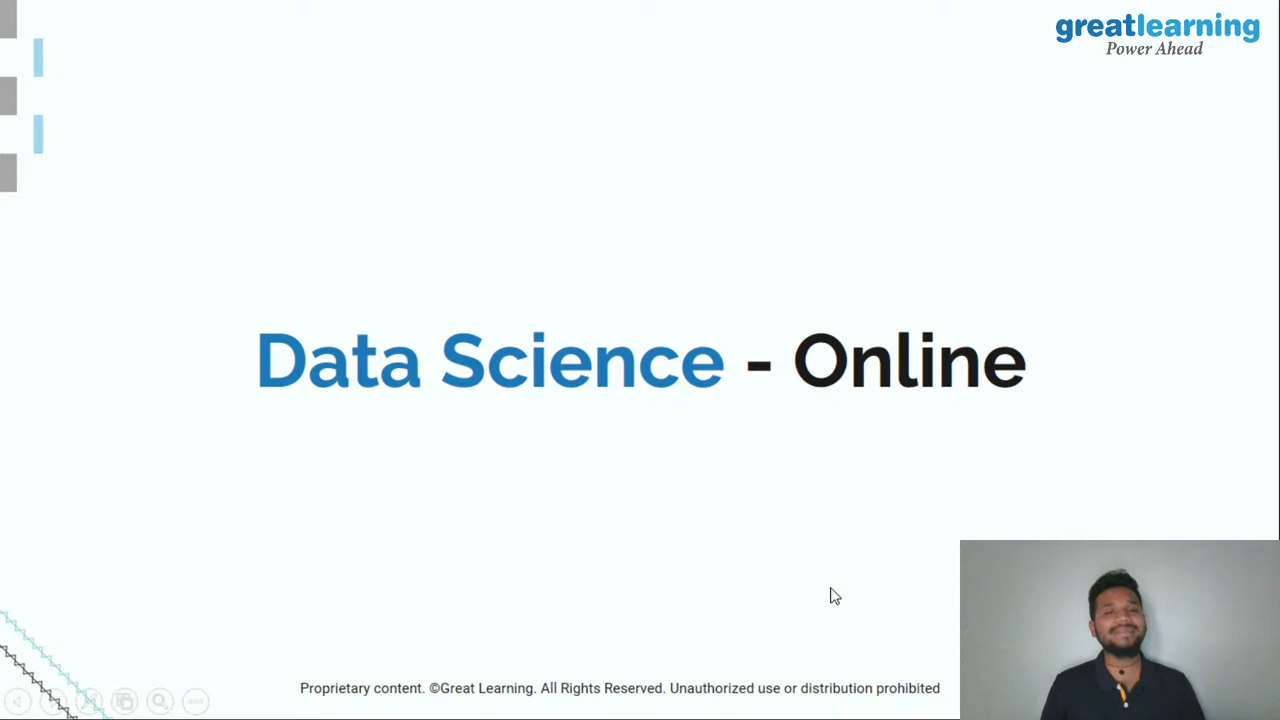 greatlearning
Power Ahead
Data Science - Online
Proprietary content. ©Great Learning. All Rights Reserved. Unauthorized use or distribution prohibited